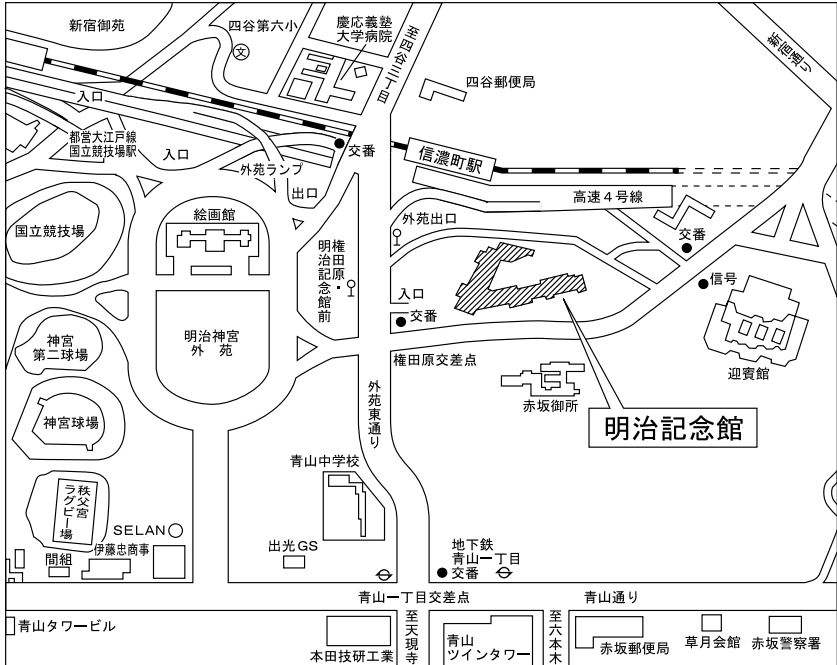 新宿御苑
四谷第六小
文
慶応義塾
大学病院
至四谷三丁目
四谷郵便局
新宿通り
入口
都営大江戸線
国立競技場駅
入口
外苑ランプ
出口
交番
信濃町駅
高速4号線
国立競技場
絵画館
権田原・
明治記念館前
外苑出口
交番
信号
入口
交番
神宮
第二球場
明治神宮
外苑
権田原交差点
迎賓館
赤坂御所
明治記念館
神宮球場
外苑東通り
青山中学校
秩父宮
ラグビー場
SELAN
間組
伊藤忠商事
出光GS
地下鉄
青山一丁目
交番
青山一丁目交差点
青山通り
青山タワービル
本田技研工業
至天現寺
青山
ツインタワー
至六本木
赤坂郵便局
草月会館
赤坂警察署